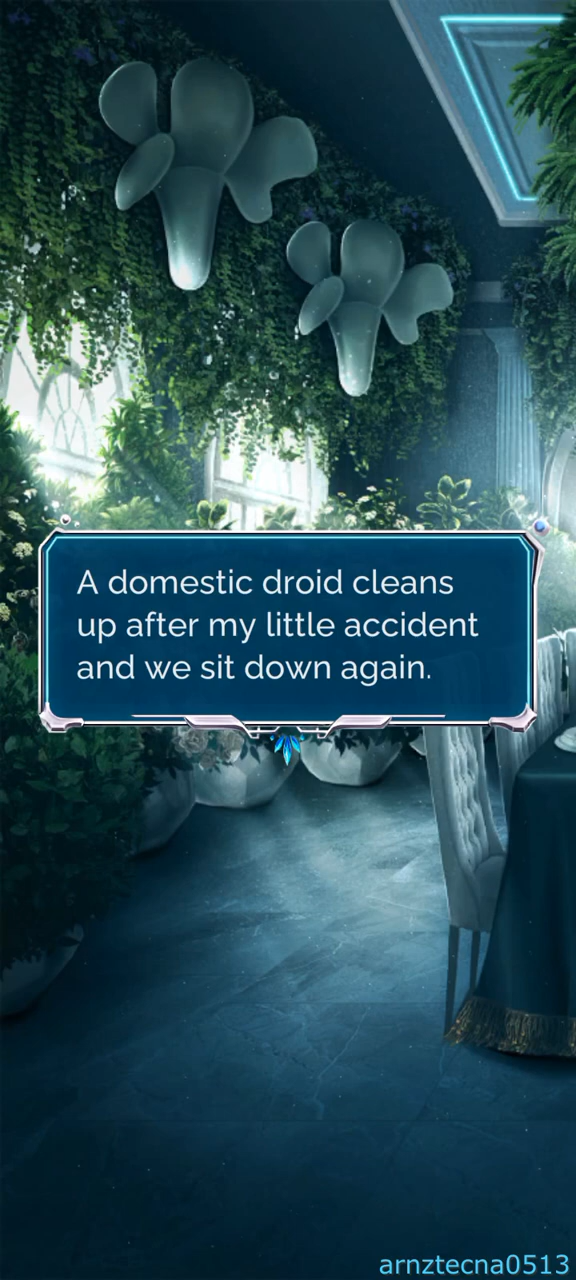 A domestic droid cleans
up after my little accident
and we sit down again.
arnztecna0513